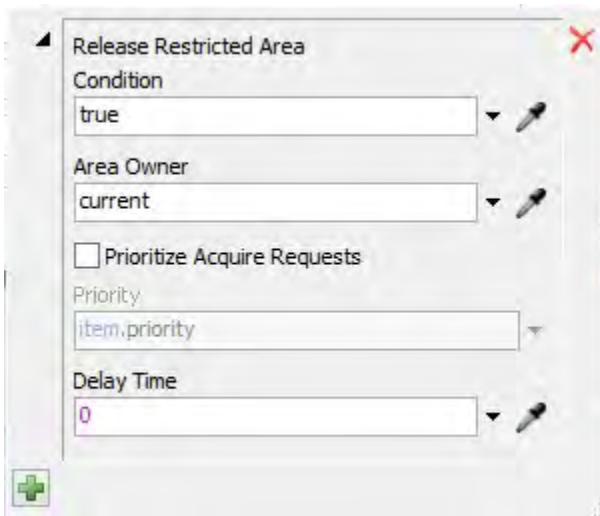 Release Restricted Area
Condition
true
Area Owner
current
Prioritize Acquire Requests
Priority
item.priority
Delay Time
0